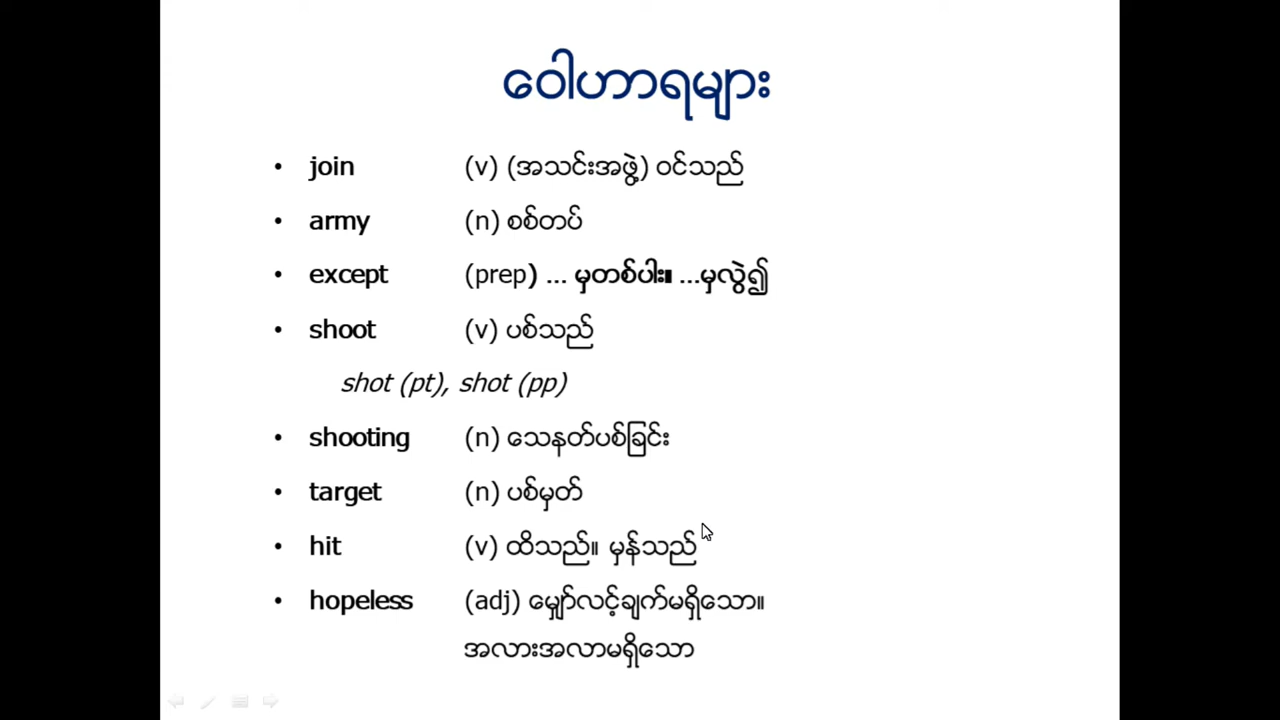 ဝေါဟာရများ
• join (v) (အသင်းအဖွဲ့) ဝင်သည်
• army (n) စစ်တပ်
• except (prep) ... မှတစ်ပါး။ ...မှလွဲ၍
• shoot (v) ပစ်သည်
shot (pt), shot (pp)
• shooting (n) သေနတ်ပစ်ခြင်း
• target (n) ပစ်မှတ်
• hit (v) ထိသည်။ မှန်သည်
• hopeless (adj) မျှော်လင့်ချက်မရှိသော။
အလားအလာမရှိသော